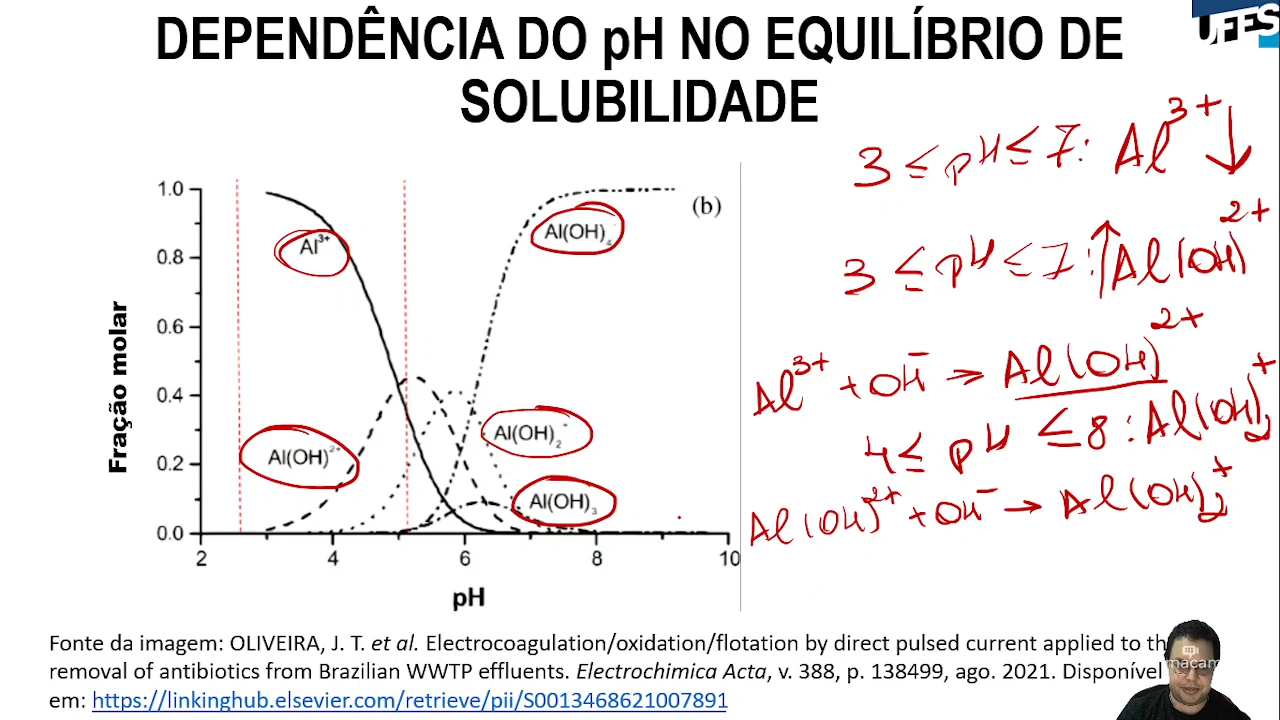 UFES
DEPENDÊNCIA DO pH NO EQUILÍBRIO DE
SOLUBILIDADE
3 ≤ pH ≤ 7: Al³⁺ ↓
3 ≤ pH ≤ 7: ↑ Al(OH)²⁺
Al³⁺ + OH⁻ → Al(OH)²⁺
4 ≤ pH ≤ 8: Al(OH)₂⁺
Al(OH)²⁺ + OH⁻ → Al(OH)₂⁺
(b)
Fração molar
1.0
0.8
0.6
0.4
0.2
0.0
Al³⁺
Al(OH)₄⁻
Al(OH)²⁺
Al(OH)₂⁻
Al(OH)₃
2 4 6 8 10
pH
Fonte da imagem: OLIVEIRA, J. T. et al. Electrocoagulation/oxidation/flotation by direct pulsed current applied to th
removal of antibiotics from Brazilian WWTP effluents. Electrochimica Acta, v. 388, p. 138499, ago. 2021. Disponível
em: https://linkinghub.elsevier.com/retrieve/pii/S0013468621007891